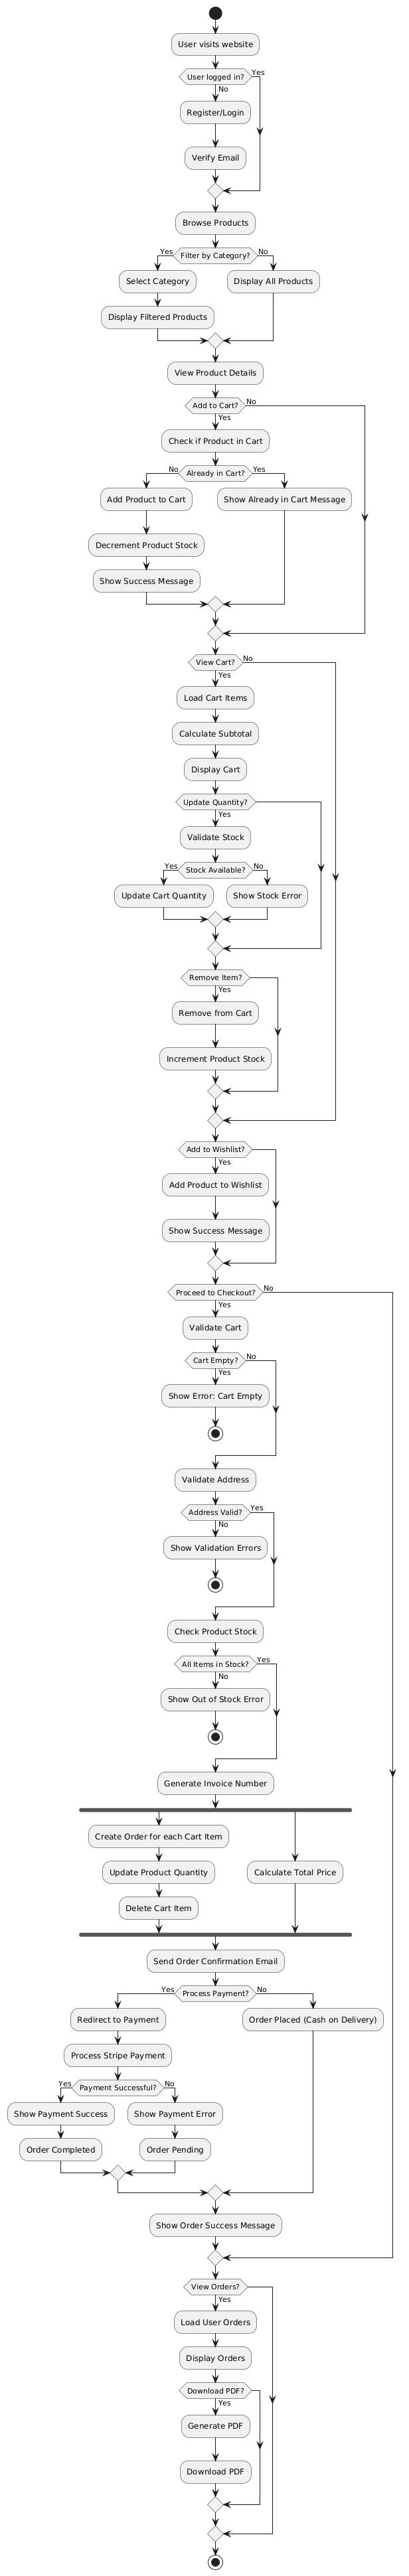 User visits website
User logged in?
Yes
No
Register/Login
Verify Email
Browse Products
Yes
Filter by Category?
No
Select Category
Display All Products
Display Filtered Products
View Product Details
Add to Cart?
No
Yes
Check if Product in Cart
No
Already in Cart?
Yes
Add Product to Cart
Show Already in Cart Message
Decrement Product Stock
Show Success Message
View Cart?
No
Yes
Load Cart Items
Calculate Subtotal
Display Cart
Update Quantity?
Yes
Validate Stock
Yes
Stock Available?
No
Update Cart Quantity
Show Stock Error
Remove Item?
Yes
Remove from Cart
Increment Product Stock
Add to Wishlist?
Yes
Add Product to Wishlist
Show Success Message
Proceed to Checkout?
No
Yes
Validate Cart
Cart Empty?
No
Yes
Show Error: Cart Empty
Validate Address
Address Valid?
Yes
No
Show Validation Errors
Check Product Stock
All Items in Stock?
Yes
No
Show Out of Stock Error
Generate Invoice Number
Create Order for each Cart Item
Update Product Quantity
Calculate Total Price
Delete Cart Item
Send Order Confirmation Email
Yes
Process Payment?
No
Redirect to Payment
Order Placed (Cash on Delivery)
Process Stripe Payment
Yes
Payment Successful?
No
Show Payment Success
Show Payment Error
Order Completed
Order Pending
Show Order Success Message
View Orders?
Yes
Load User Orders
Display Orders
Download PDF?
Yes
Generate PDF
Download PDF